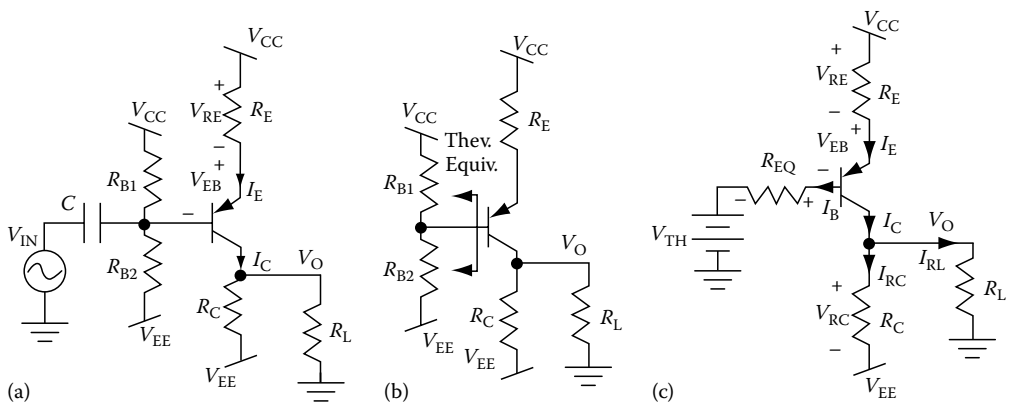 V_CC
+
V_RE
R_E
−
V_CC
+
V_EB
R_B1
I_E
C
−
V_IN
R_B2
I_C
V_O
R_C
R_L
V_EE
V_EE
(a)
V_CC
R_E
V_CC
Thev.
Equiv.
R_B1
R_B2
V_O
R_C
R_L
V_EE
V_EE
(b)
V_CC
+
V_RE
R_E
−
+
V_EB
I_E
R_EQ
−
− +
I_B
I_C
V_O
V_TH
I_RL
I_RC
+
V_RC
R_C
R_L
−
V_EE
(c)